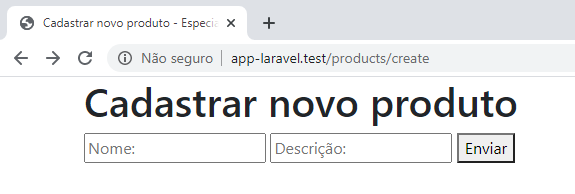 Cadastrar novo produto - Especia
Não seguro app-laravel.test/products/create
Cadastrar novo produto
Nome: Descrição: Enviar